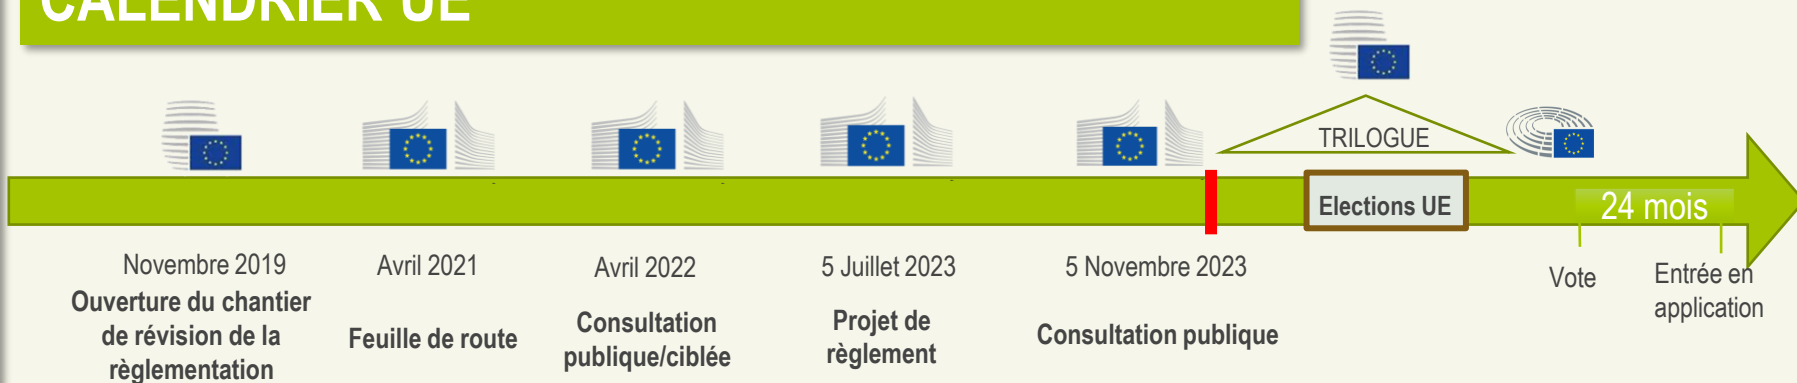 CALENDRIER UE
TRILOGUE
Elections UE
24 mois
Novembre 2019
Ouverture du chantier
de révision de la
règlementation
Avril 2021
Feuille de route
Avril 2022
Consultation
publique/ciblée
5 Juillet 2023
Projet de
règlement
5 Novembre 2023
Consultation publique
Vote
Entrée en
application